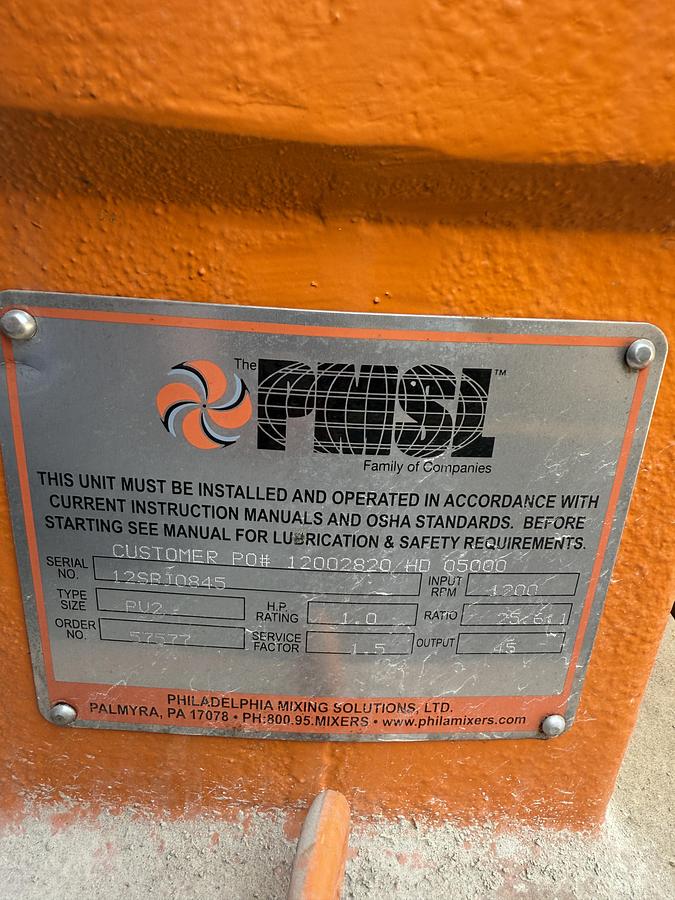 The PMSL™
Family of Companies
THIS UNIT MUST BE INSTALLED AND OPERATED IN ACCORDANCE WITH
CURRENT INSTRUCTION MANUALS AND OSHA STANDARDS. BEFORE
STARTING SEE MANUAL FOR LUBRICATION & SAFETY REQUIREMENTS.
CUSTOMER PO# 12002820 HD 05000
SERIAL NO. 12SR10845 INPUT RPM 1200
TYPE SIZE PV2 H.P. RATING 1.0 RATIO 26.6:1
ORDER NO. 57577 SERVICE FACTOR 1.5 OUTPUT 45
PHILADELPHIA MIXING SOLUTIONS, LTD.
PALMYRA, PA 17078 • PH:800.95.MIXERS • www.philamixers.com